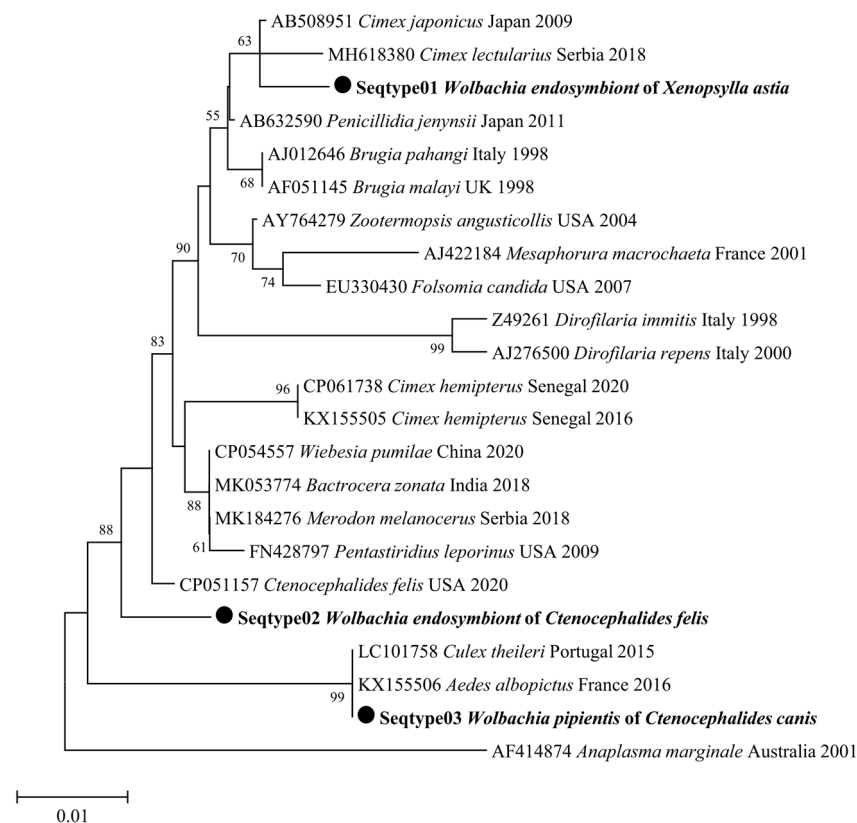 AB508951 Cimex japonicus Japan 2009
63
MH618380 Cimex lectularius Serbia 2018
Seqtype01 Wolbachia endosymbiont of Xenopsylla astia
55
AB632590 Penicillidia jenynsii Japan 2011
AJ012646 Brugia pahangi Italy 1998
68
AF051145 Brugia malayi UK 1998
AY764279 Zootermopsis angusticollis USA 2004
90
70
AJ422184 Mesaphorura macrochaeta France 2001
74
EU330430 Folsomia candida USA 2007
Z49261 Dirofilaria immitis Italy 1998
83
99
AJ276500 Dirofilaria repens Italy 2000
96
CP061738 Cimex hemipterus Senegal 2020
KX155505 Cimex hemipterus Senegal 2016
CP054557 Wiebesia pumilae China 2020
MK053774 Bactrocera zonata India 2018
88
MK184276 Merodon melanocerus Serbia 2018
88
61
FN428797 Pentastiridius leporinus USA 2009
CP051157 Ctenocephalides felis USA 2020
Seqtype02 Wolbachia endosymbiont of Ctenocephalides felis
LC101758 Culex theileri Portugal 2015
KX155506 Aedes albopictus France 2016
99
Seqtype03 Wolbachia pipientis of Ctenocephalides canis
AF414874 Anaplasma marginale Australia 2001
0.01